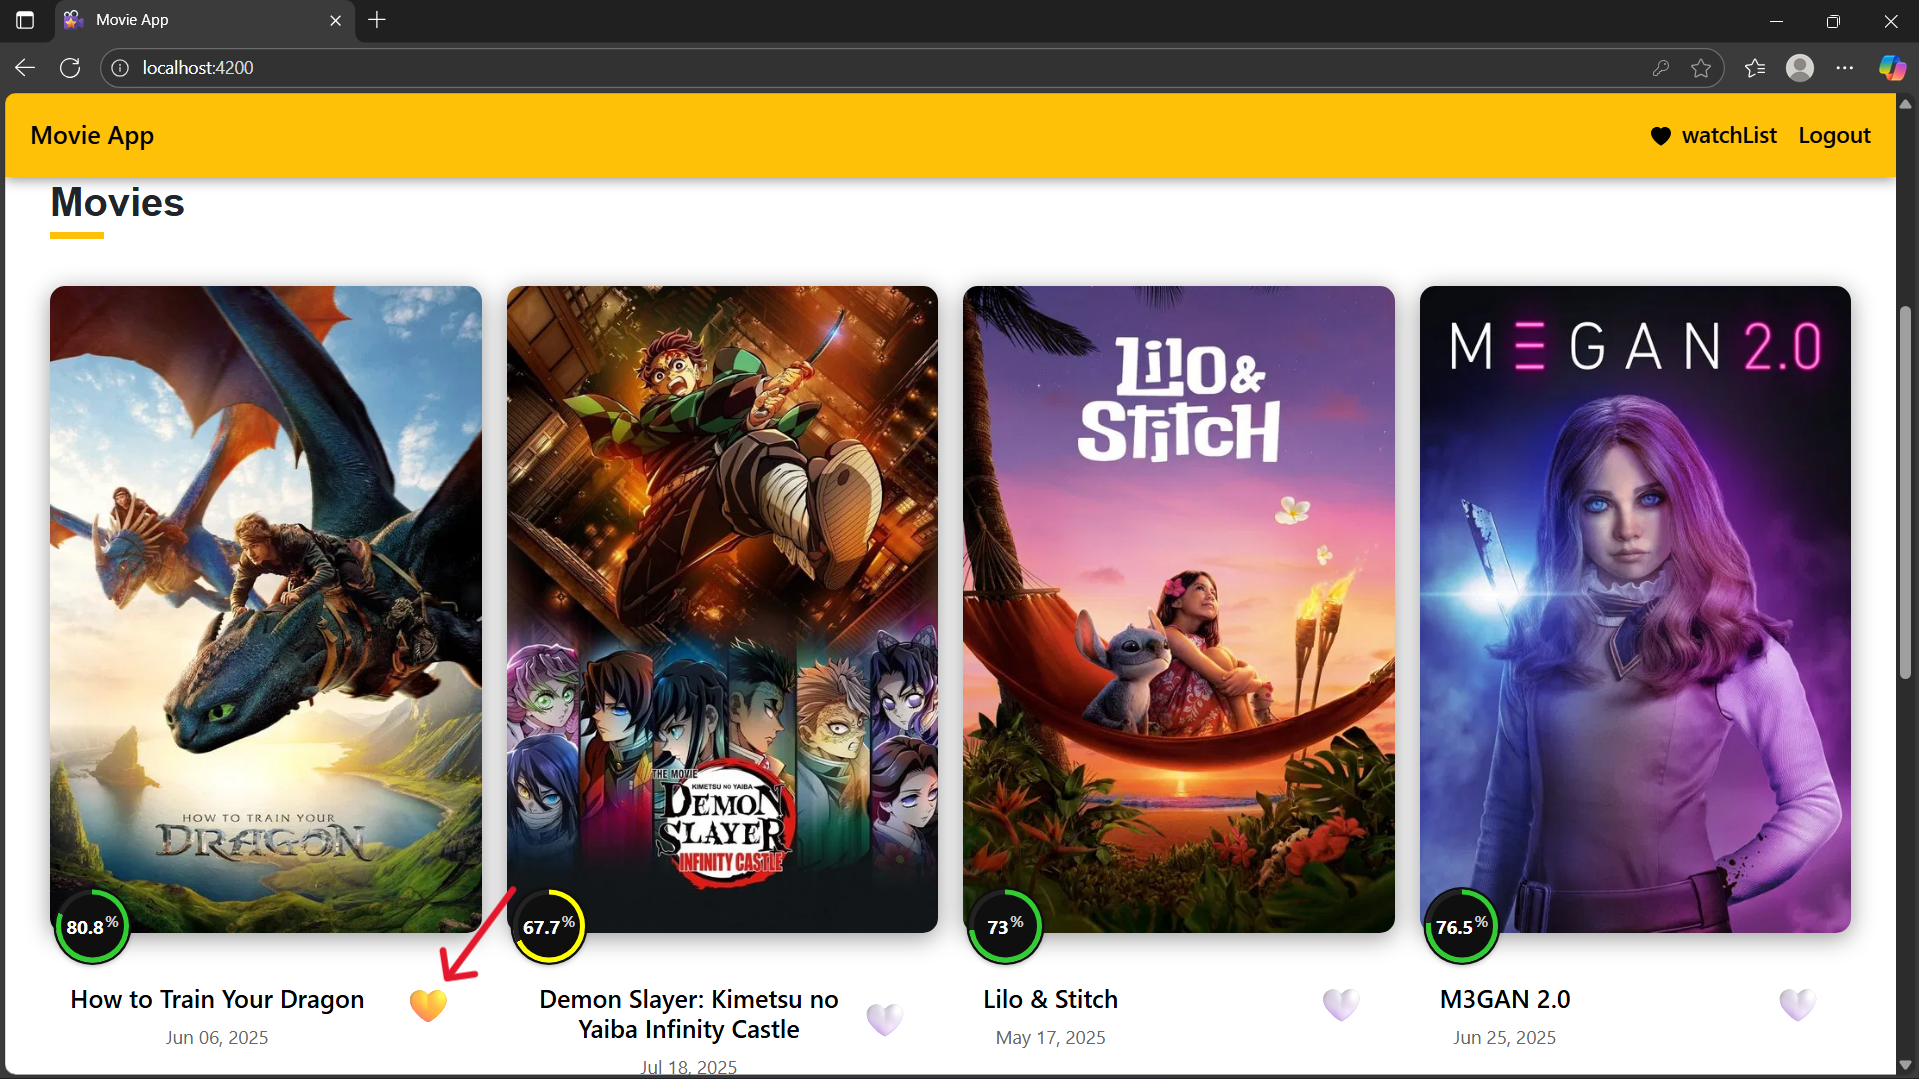 Movie App
localhost:4200
Movie App
watchList
Logout
Movies
HOW TO TRAIN YOUR
DRAGON
THE MOVIE
KIMETSU NO YAIBA
DEMON
SLAYER
INFINITY CASTLE
Lilo &
Stitch
M Ξ G A N 2.0
80.8%
67.7%
73%
76.5%
How to Train Your Dragon
Jun 06, 2025
Demon Slayer: Kimetsu no
Yaiba Infinity Castle
Jul 18, 2025
Lilo & Stitch
May 17, 2025
M3GAN 2.0
Jun 25, 2025